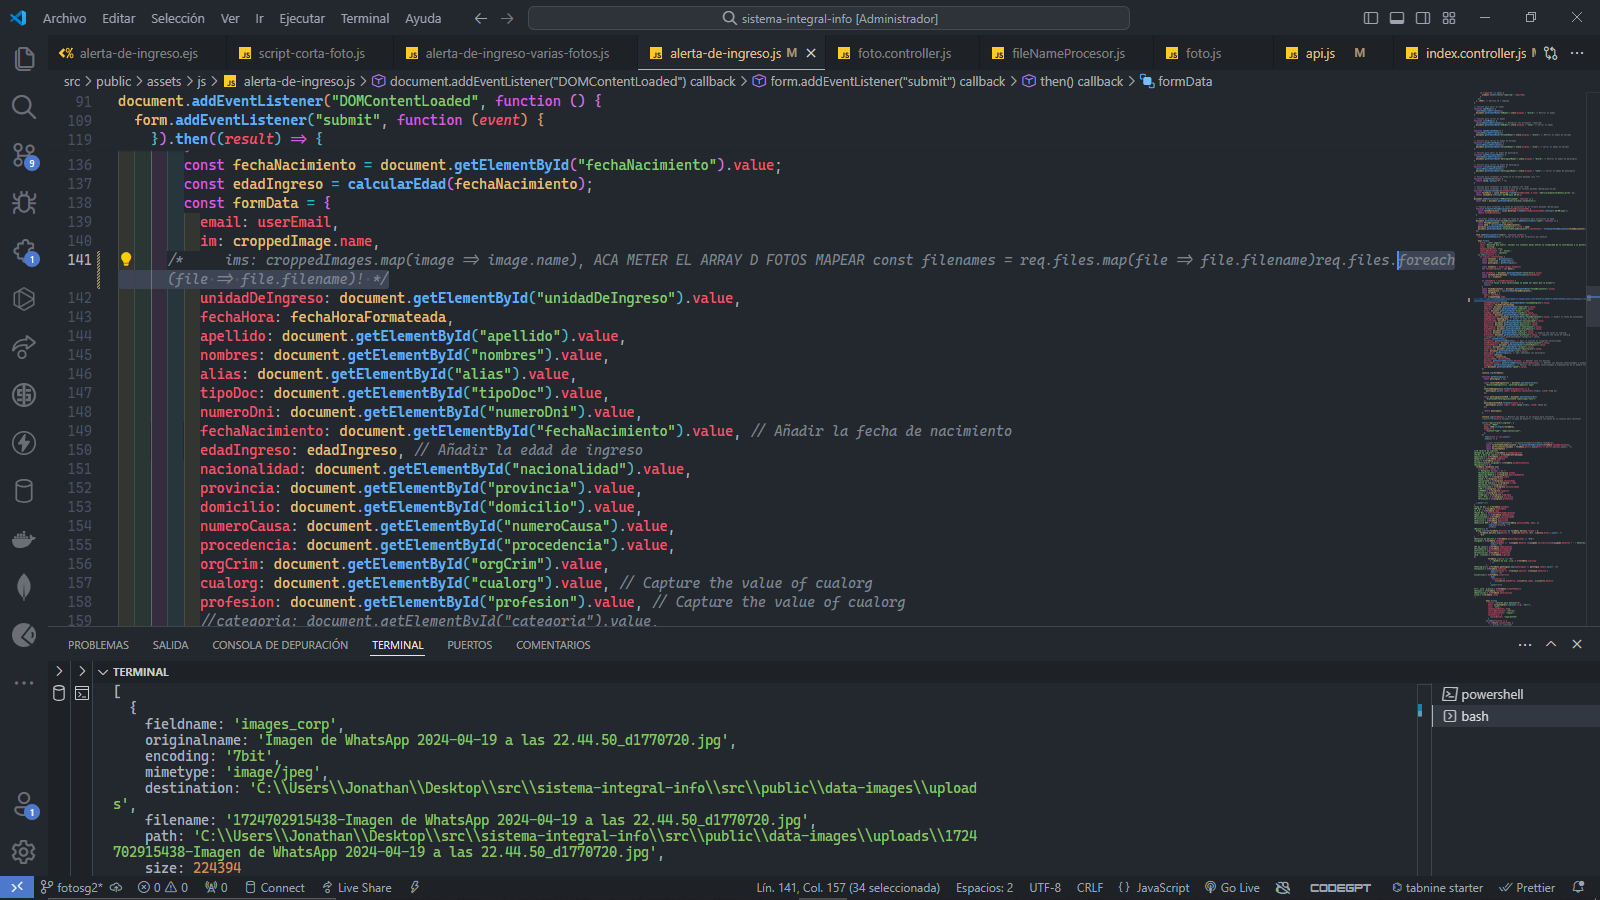 Archivo Editar Selección Ver Ir Ejecutar Terminal Ayuda sistema-integral-info [Administrador]
alerta-de-ingreso.ejs script-corta-foto.js alerta-de-ingreso-varias-fotos.js alerta-de-ingreso.js M foto.controller.js fileNameProcesor.js foto.js api.js M index.controller.js
src > public > assets > js > alerta-de-ingreso.js > document.addEventListener("DOMContentLoaded") callback > form.addEventListener("submit") callback > then() callback > formData
91 document.addEventListener("DOMContentLoaded", function () {
109 form.addEventListener("submit", function (event) {
119 }).then((result) => {
136 const fechaNacimiento = document.getElementById("fechaNacimiento").value;
137 const edadIngreso = calcularEdad(fechaNacimiento);
138 const formData = {
139 email: userEmail,
140 im: croppedImage.name,
141 /* ims: croppedImages.map(image => image.name), ACA METER EL ARRAY D FOTOS MAPEAR const filenames = req.files.map(file => file.filename)req.files.foreach
(file => file.filename)! */
142 unidadDeIngreso: document.getElementById("unidadDeIngreso").value,
143 fechaHora: fechaHoraFormateada,
144 apellido: document.getElementById("apellido").value,
145 nombres: document.getElementById("nombres").value,
146 alias: document.getElementById("alias").value,
147 tipoDoc: document.getElementById("tipoDoc").value,
148 numeroDni: document.getElementById("numeroDni").value,
149 fechaNacimiento: document.getElementById("fechaNacimiento").value, // Añadir la fecha de nacimiento
150 edadIngreso: edadIngreso, // Añadir la edad de ingreso
151 nacionalidad: document.getElementById("nacionalidad").value,
152 provincia: document.getElementById("provincia").value,
153 domicilio: document.getElementById("domicilio").value,
154 numeroCausa: document.getElementById("numeroCausa").value,
155 procedencia: document.getElementById("procedencia").value,
156 orgCrim: document.getElementById("orgCrim").value,
157 cualorg: document.getElementById("cualorg").value, // Capture the value of cualorg
158 profesion: document.getElementById("profesion").value, // Capture the value of cualorg
159 //categoria: document.getElementById("categoria").value
PROBLEMAS SALIDA CONSOLA DE DEPURACIÓN TERMINAL PUERTOS COMENTARIOS
TERMINAL
[
{
fieldname: 'images_corp',
originalname: 'Imagen de WhatsApp 2024-04-19 a las 22.44.50_d1770720.jpg',
encoding: '7bit',
mimetype: 'image/jpeg',
destination: 'C:\\Users\\Jonathan\\Desktop\\src\\sistema-integral-info\\src\\public\\data-images\\upload
s',
filename: '1724702915438-Imagen de WhatsApp 2024-04-19 a las 22.44.50_d1770720.jpg',
path: 'C:\\Users\\Jonathan\\Desktop\\src\\sistema-integral-info\\src\\public\\data-images\\uploads\\1724
702915438-Imagen de WhatsApp 2024-04-19 a las 22.44.50_d1770720.jpg',
size: 224394
powershell
bash
9
1
1
fotosg2* 0 0 0 Connect Live Share Lín. 141, Col. 157 (34 seleccionada) Espacios: 2 UTF-8 CRLF {} JavaScript Go Live CODEGPT tabnine starter Prettier